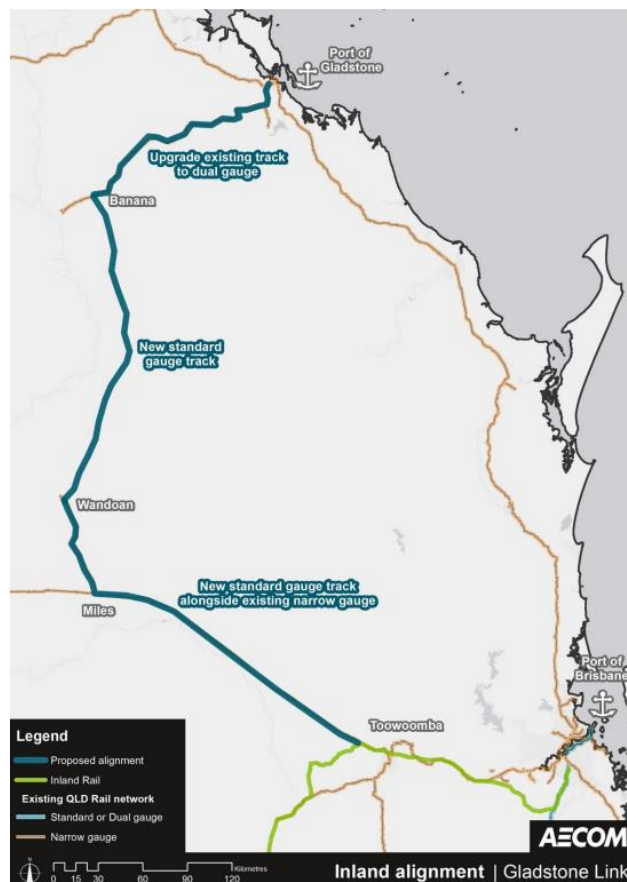 Port of
Gladstone
Upgrade existing track
to dual gauge
Banana
New standard
gauge track
Wandoan
New standard gauge track
alongside existing narrow gauge
Miles
Port of
Brisbane
Toowoomba
Legend
Proposed alignment
Inland Rail
Existing QLD Rail network
Standard or Dual gauge
Narrow gauge
N
Kilometres
0 15 30 60 90 120
AECOM
Inland alignment | Gladstone Link